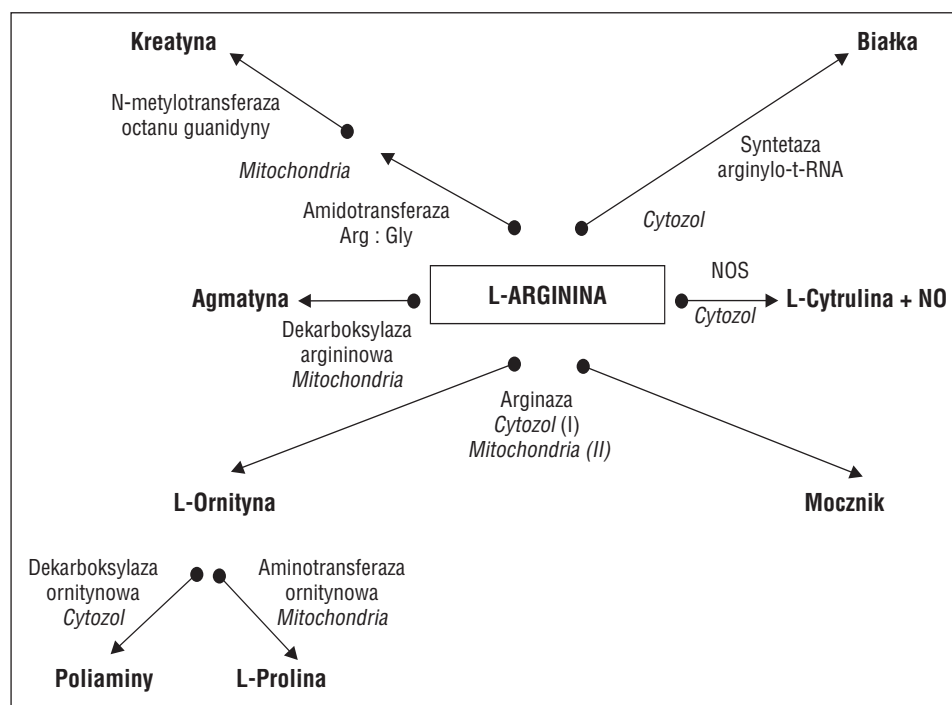 Kreatyna
Białka
N-metylotransferaza
octanu guanidyny
Mitochondria
Amidotransferaza
Arg : Gly
Syntetaza
arginylo-t-RNA
Cytozol
Agmatyna
L-ARGININA
NOS
Cytozol
L-Cytrulina + NO
Dekarboksylaza
argininowa
Mitochondria
Arginaza
Cytozol (I)
Mitochondria (II)
L-Ornityna
Mocznik
Dekarboksylaza
ornitynowa
Cytozol
Aminotransferaza
ornitynowa
Mitochondria
Poliaminy
L-Prolina